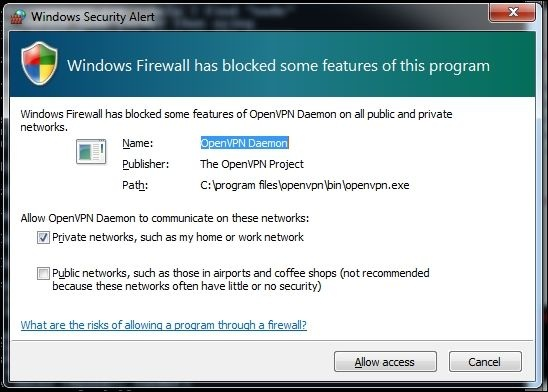 Windows Security Alert
Windows Firewall has blocked some features of this program
Windows Firewall has blocked some features of OpenVPN Daemon on all public and private
networks.
Name: OpenVPN Daemon
Publisher: The OpenVPN Project
Path: C:\program files\openvpn\bin\openvpn.exe
Allow OpenVPN Daemon to communicate on these networks:
Private networks, such as my home or work network
Public networks, such as those in airports and coffee shops (not recommended
because these networks often have little or no security)
What are the risks of allowing a program through a firewall?
Allow access Cancel